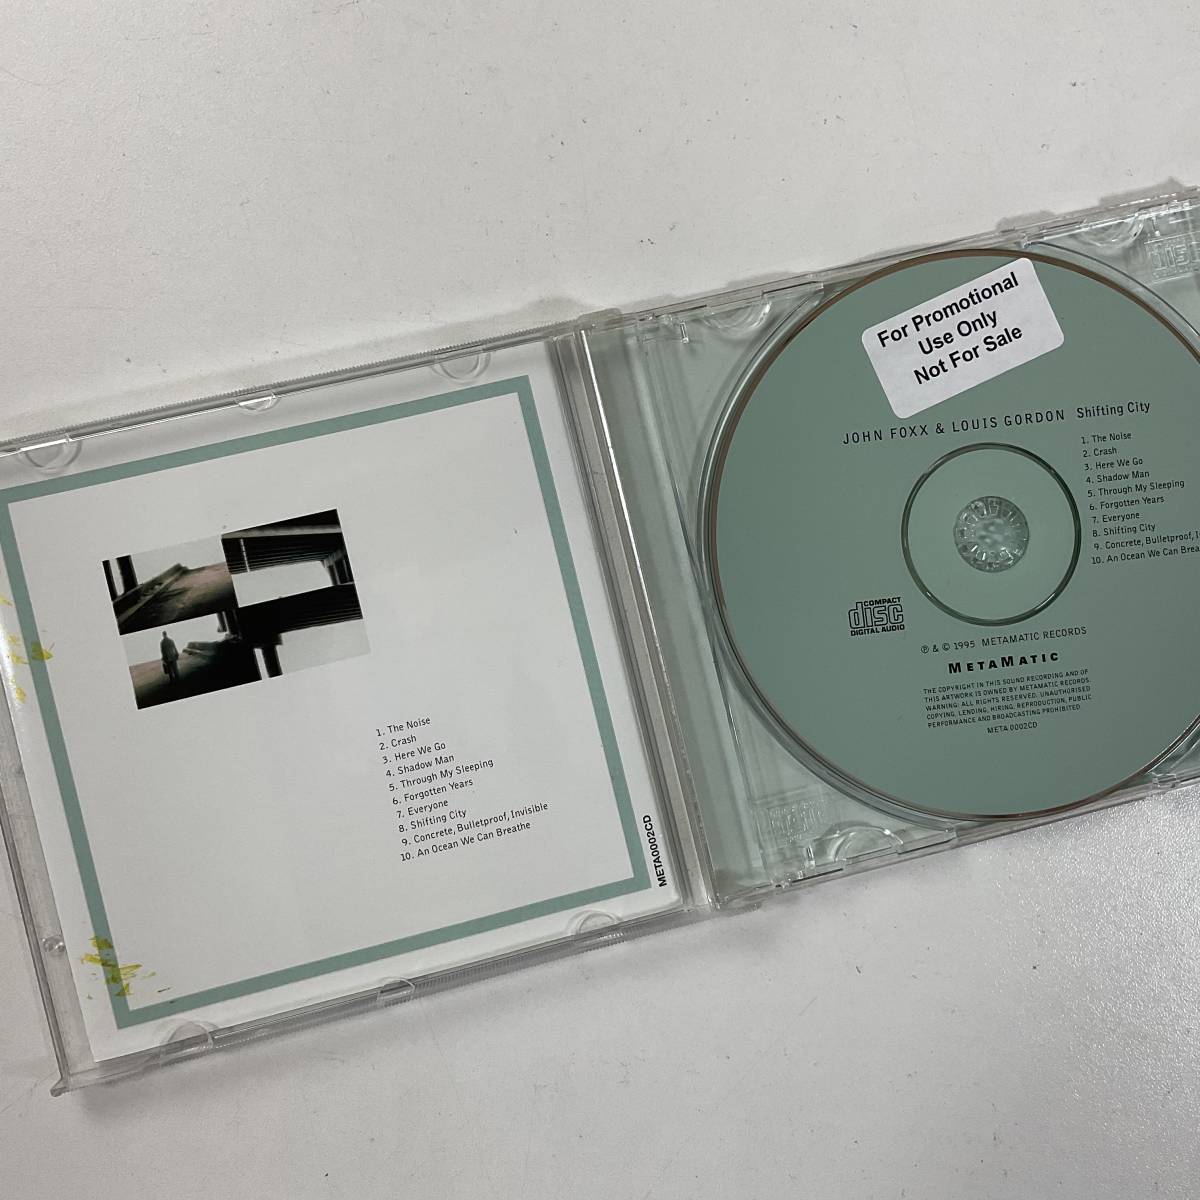 1. The Noise
2. Crash
3. Here We Go
4. Shadow Man
5. Through My Sleeping
6. Forgotten Years
7. Everyone
8. Shifting City
9. Concrete, Bulletproof, Invisible
10. An Ocean We Can Breathe
META0002CD
For Promotional
Use Only
Not For Sale
JOHN FOXX & LOUIS GORDON Shifting City
1. The Noise
2. Crash
3. Here We Go
4. Shadow Man
5. Through My Sleeping
6. Forgotten Years
7. Everyone
8. Shifting City
9. Concrete, Bulletproof,
10. An Ocean We Can
COMPACT
disc
DIGITAL AUDIO
℗ & © 1995 METAMATIC RECORDS
METAMATIC
THE COPYRIGHT IN THIS SOUND RECORDING AND OF
THIS ARTWORK IS OWNED BY METAMATIC RECORDS.
WARNING: ALL RIGHTS RESERVED. UNAUTHORISED
COPYING, LENDING, HIRING, REPRODUCTION, PUBLIC
PERFORMANCE AND BROADCASTING PROHIBITED.
META 0002CD